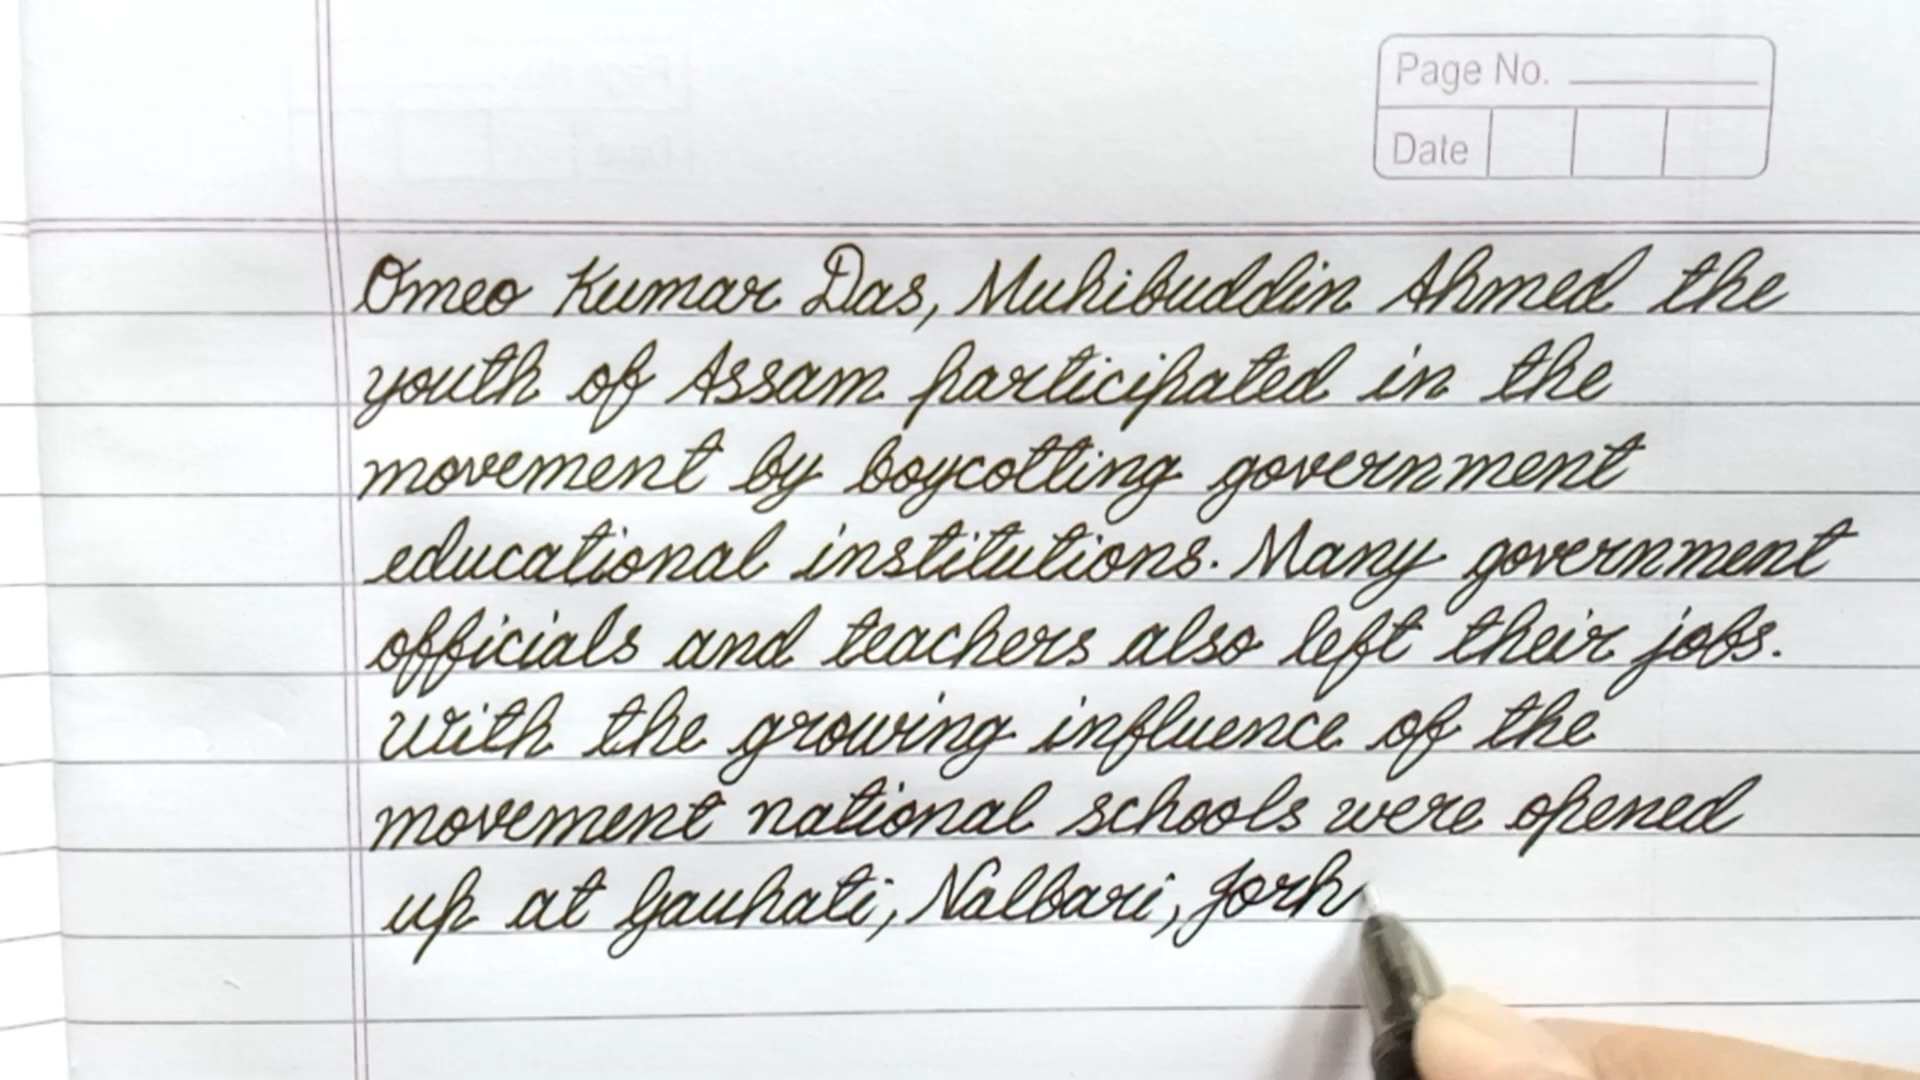 Page No.
Date
Omeo Kumar Das, Muhibuddin Ahmed the
youth of Assam participated in the
movement by boycotting government
educational institutions. Many government
officials and teachers also left their jobs.
With the growing influence of the
movement national schools were opened
up at Gauhati, Nalbari, Jorh